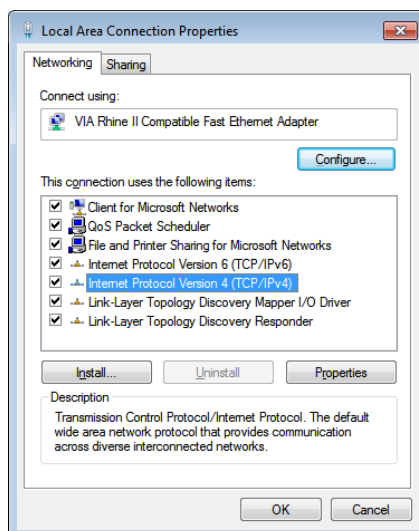 Local Area Connection Properties
Networking
Sharing
Connect using:
VIA Rhine II Compatible Fast Ethernet Adapter
Configure...
This connection uses the following items:
Client for Microsoft Networks
QoS Packet Scheduler
File and Printer Sharing for Microsoft Networks
Internet Protocol Version 6 (TCP/IPv6)
Internet Protocol Version 4 (TCP/IPv4)
Link-Layer Topology Discovery Mapper I/O Driver
Link-Layer Topology Discovery Responder
Install...
Uninstall
Properties
Description
Transmission Control Protocol/Internet Protocol. The default
wide area network protocol that provides communication
across diverse interconnected networks.
OK
Cancel